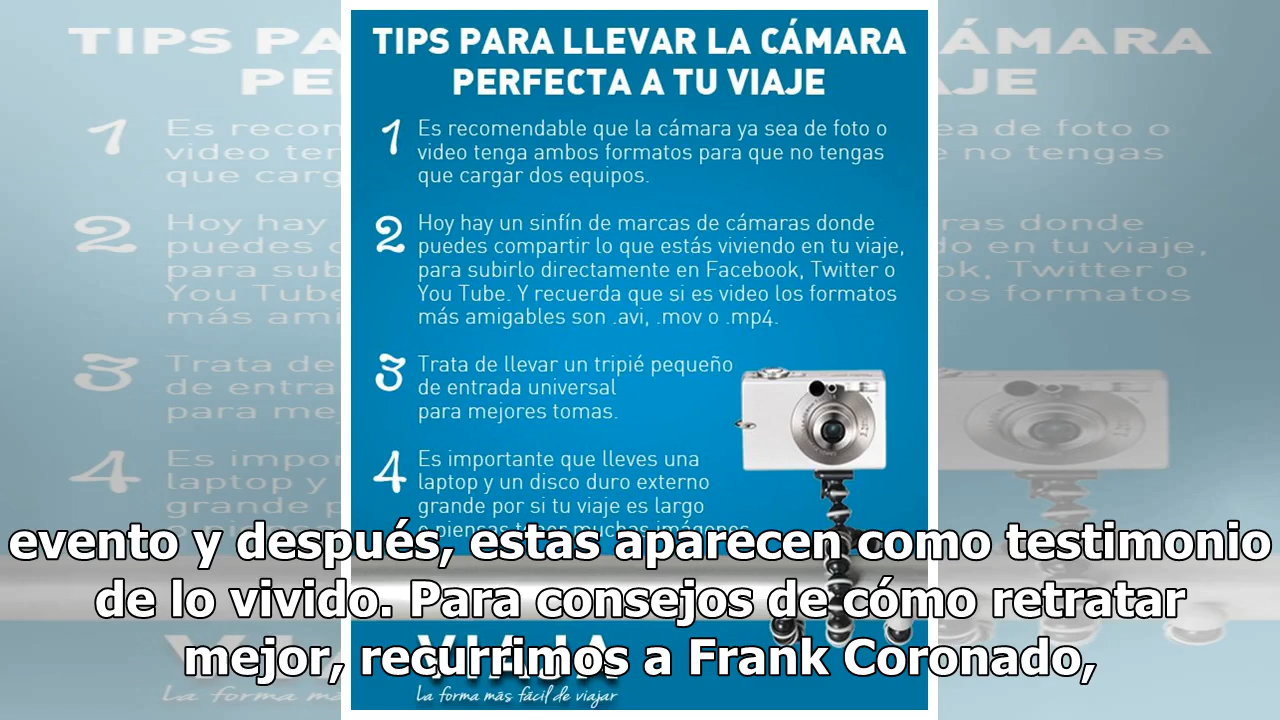 TIPS PARA LLEVAR LA CÁMARA
PERFECTA A TU VIAJE
1 Es recomendable que la cámara ya sea de foto o
video tenga ambos formatos para que no tengas
que cargar dos equipos.
2 Hoy hay un sinfín de marcas de cámaras donde
puedes compartir lo que estás viviendo en tu viaje,
para subirlo directamente en Facebook, Twitter o
You Tube. Y recuerda que si es video los formatos
más amigables son .avi, .mov o .mp4.
3 Trata de llevar un tripié pequeño
de entrada universal
para mejores tomas.
4 Es importante que lleves una
laptop y un disco duro externo
grande por si tu viaje es largo
o piensas tener muchas imágenes
evento y después, estas aparecen como testimonio
de lo vivido. Para consejos de cómo retratar
mejor, recurrimos a Frank Coronado,
VIAJA
La forma más fácil de viajar